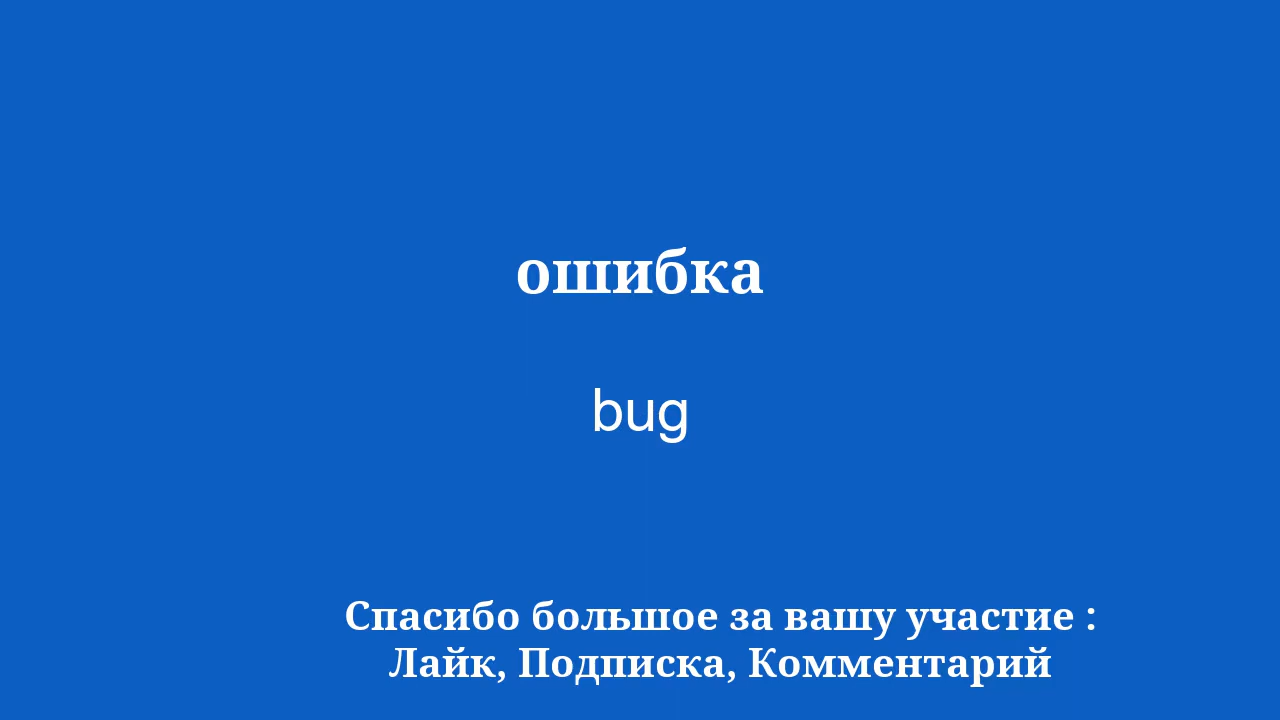 ошибка
bug
Спасибо большое за вашу участие :
Лайк, Подписка, Комментарий